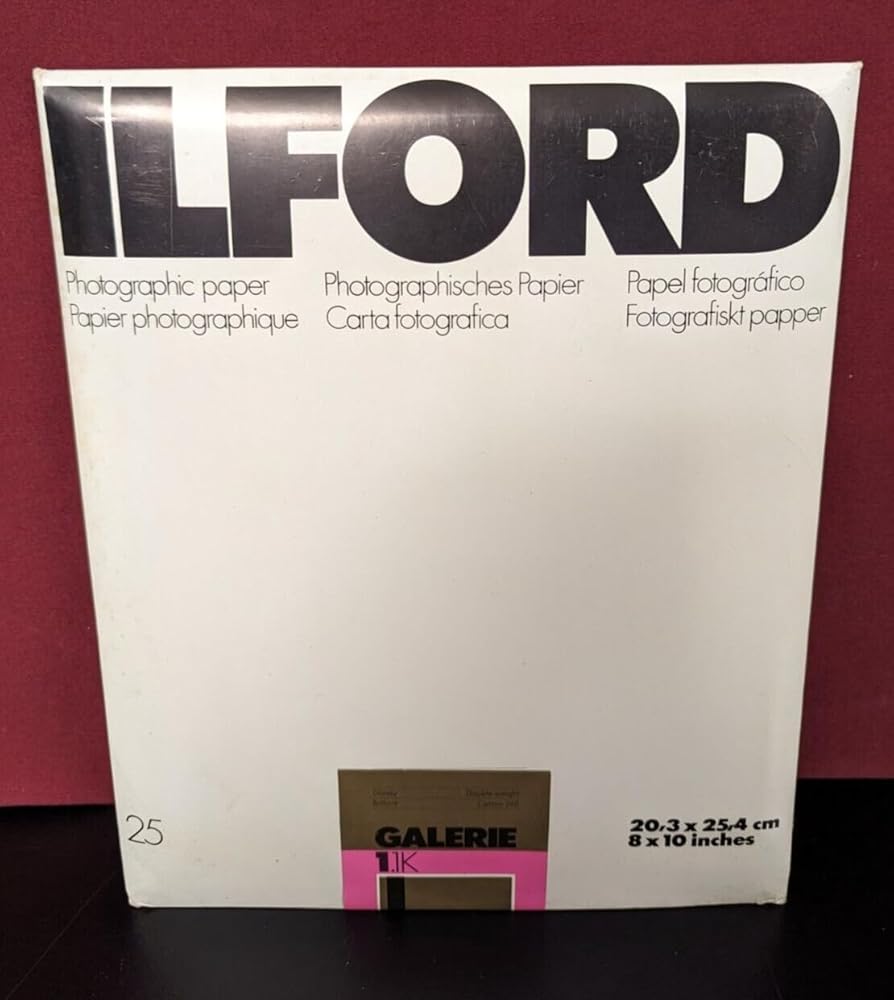 ILFORD
Photographic paper
Papier photographique
Photographisches Papier
Carta fotografica
Papel fotográfico
Fotografiskt papper
25
GALERIE
1.1K
20,3 x 25,4 cm
8 x 10 inches